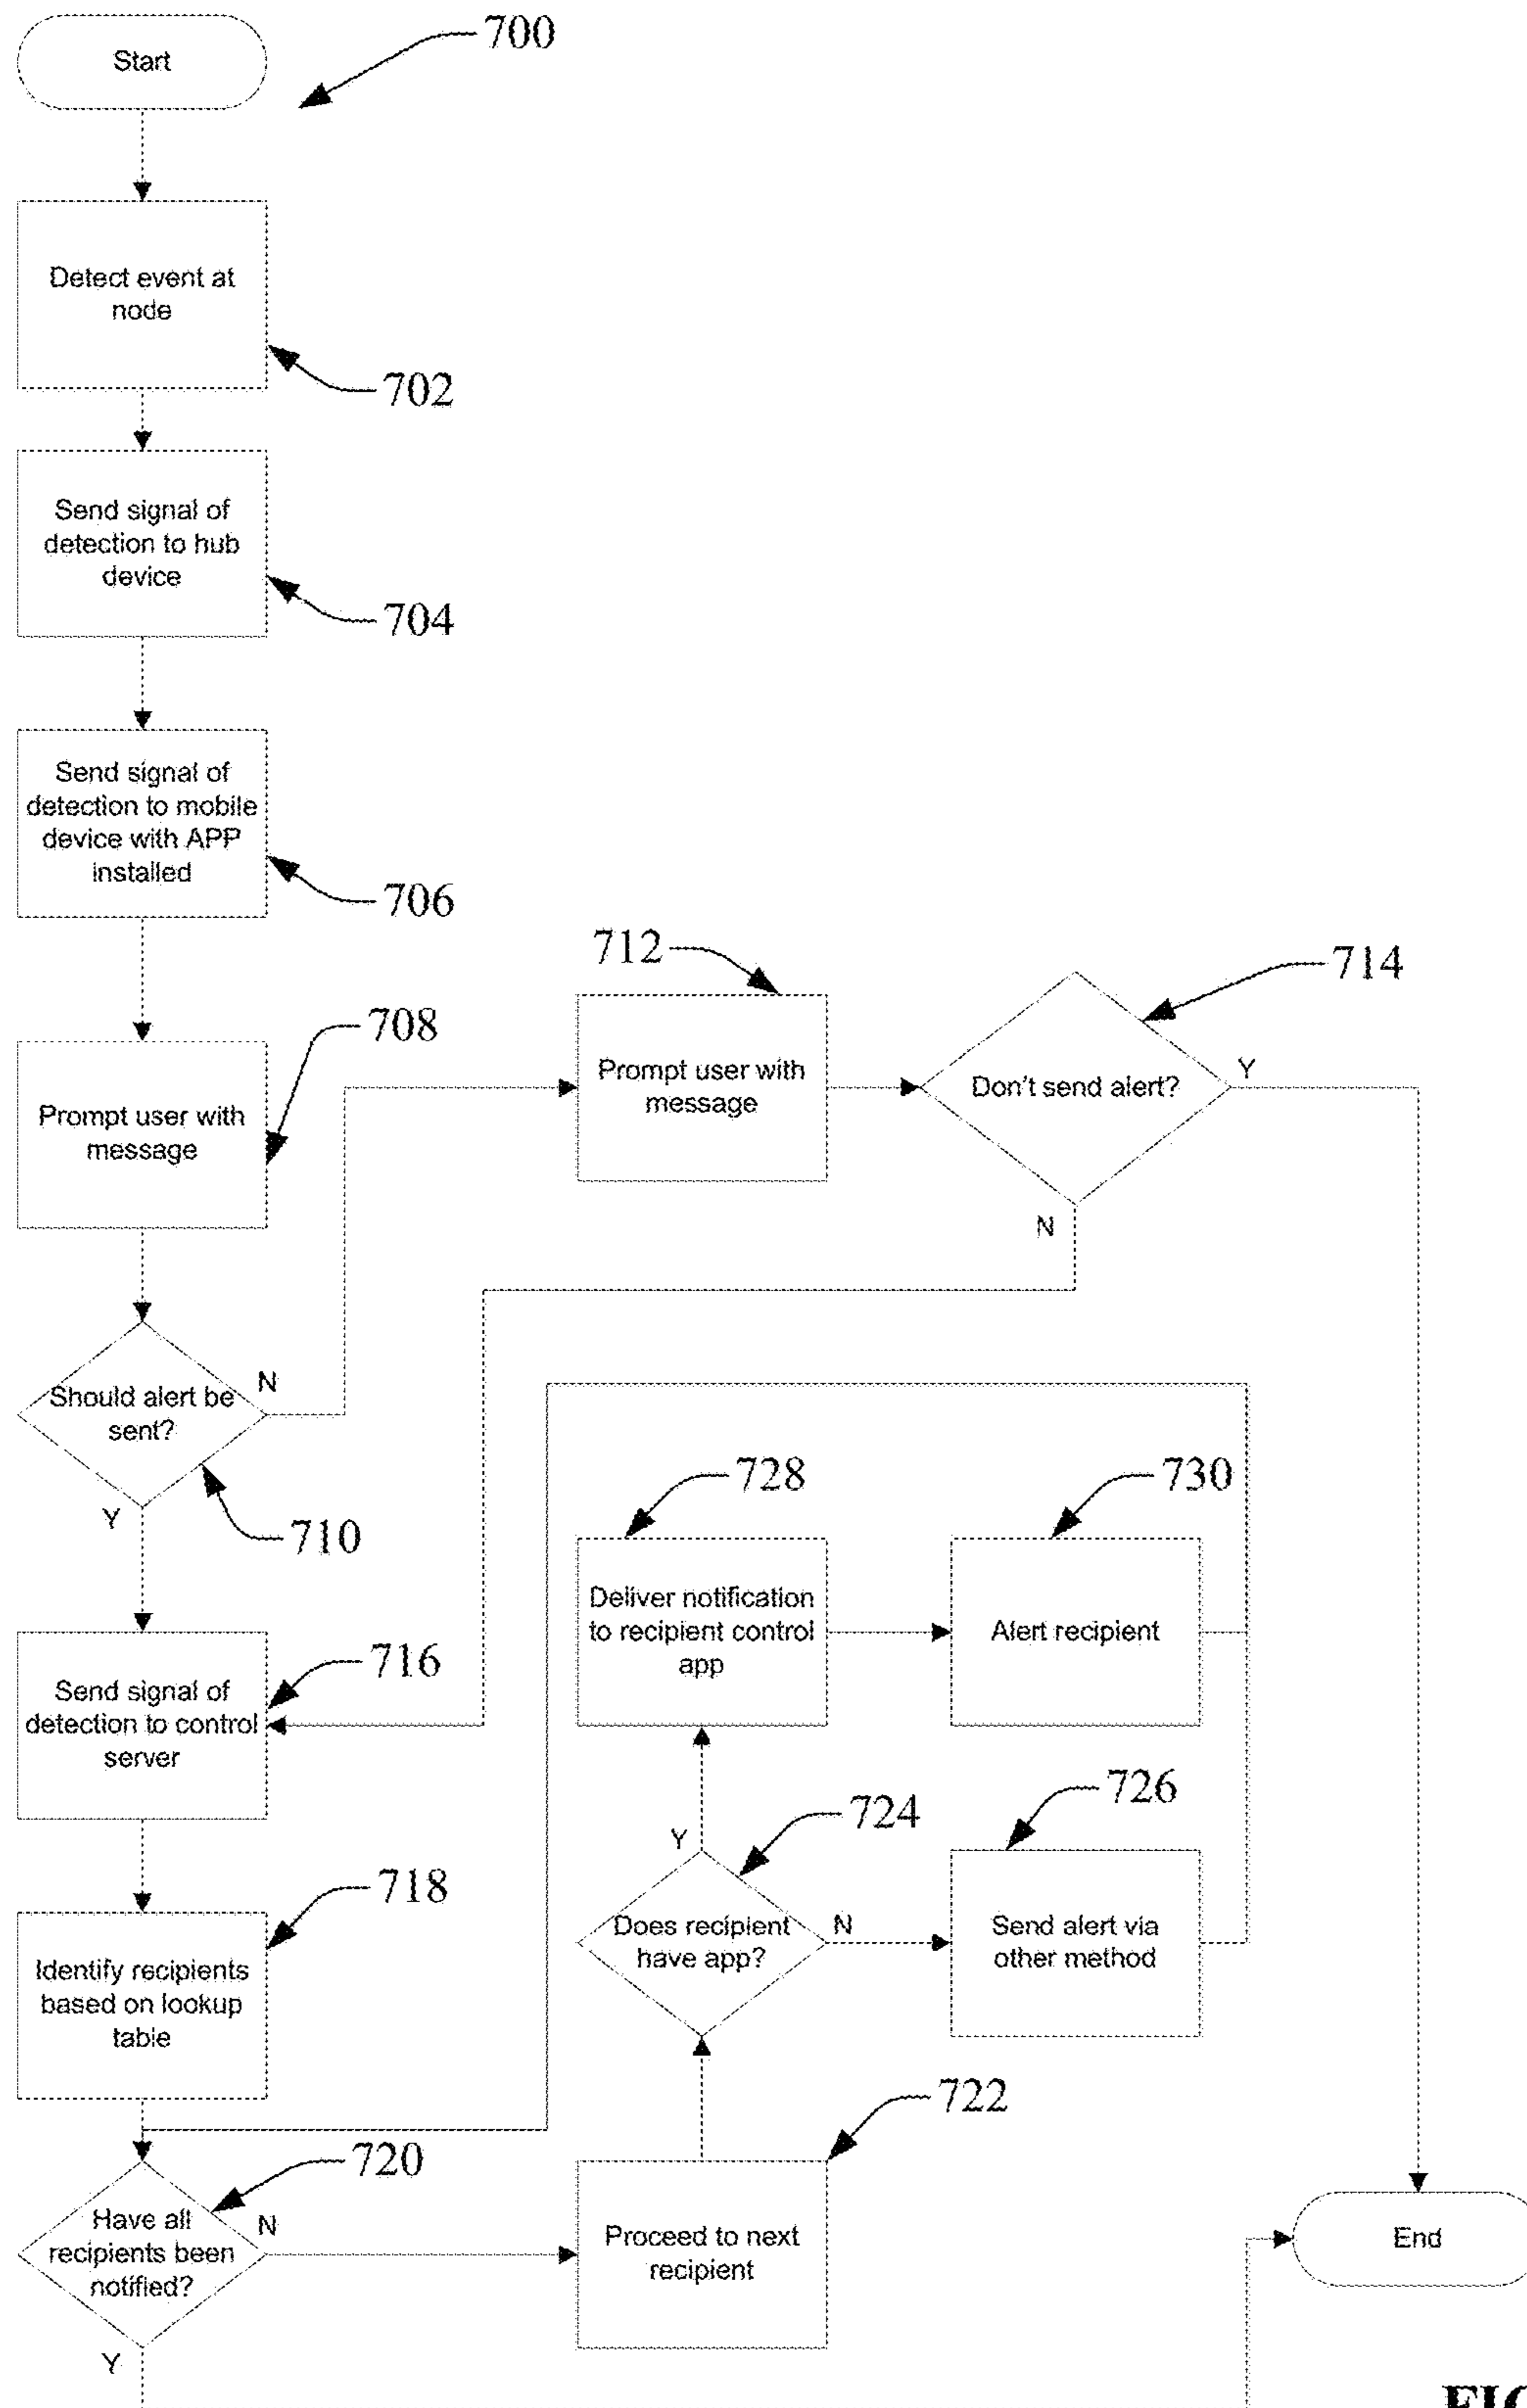 Start
700
Detect event at
node
702
Send signal of
detection to hub
device
704
Send signal of
detection to mobile
device with APP
installed
706
Prompt user with
message
708
712
Prompt user with
message
714
Don't send alert?
Y
N
Should alert be
sent?
N
Y
710
728
Deliver notification
to recipient control
app
730
Alert recipient
Send signal of
detection to control
server
716
Y
724
Does recipient
have app?
N
726
Send alert via
other method
718
Identify recipients
based on lookup
table
722
720
Have all
recipients been
notified?
N
Proceed to next
recipient
End
Y